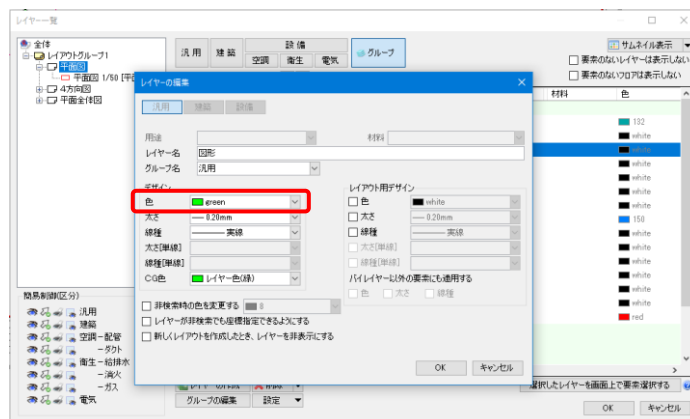 レイヤー一覧
全体
レイアウトグループ1
平面図
平面図 1/50 [平
4方向図
平面全体図
汎用
建築
設備
空調
衛生
電気
グループ
サムネイル表示
要素のないレイヤーは表示しない
要素のないフロアは表示しない
材料
色
132
white
white
white
white
white
white
150
white
white
white
white
white
white
red
レイヤーの編集
汎用
建築
設備
用途
材料
レイヤー名
図形
グループ名
汎用
デザイン
色
green
太さ
0.20mm
線種
実線
太さ[単線]
線種[単線]
CG色
レイヤー色(緑)
レイアウト用デザイン
色
white
太さ
0.20mm
線種
実線
太さ[単線]
線種[単線]
バイレイヤー以外の要素にも適用する
色
太さ
線種
非検索時の色を変更する
8
レイヤーが非検索でも座標指定できるようにする
新しくレイアウトを作成したとき、レイヤーを非表示にする
OK
キャンセル
簡易制御(区分)
汎用
建築
空調-配管
-ダクト
衛生-給排水
-消火
-ガス
電気
グループの編集
設定
選択したレイヤーを画面上で要素選択する
OK
キャンセル